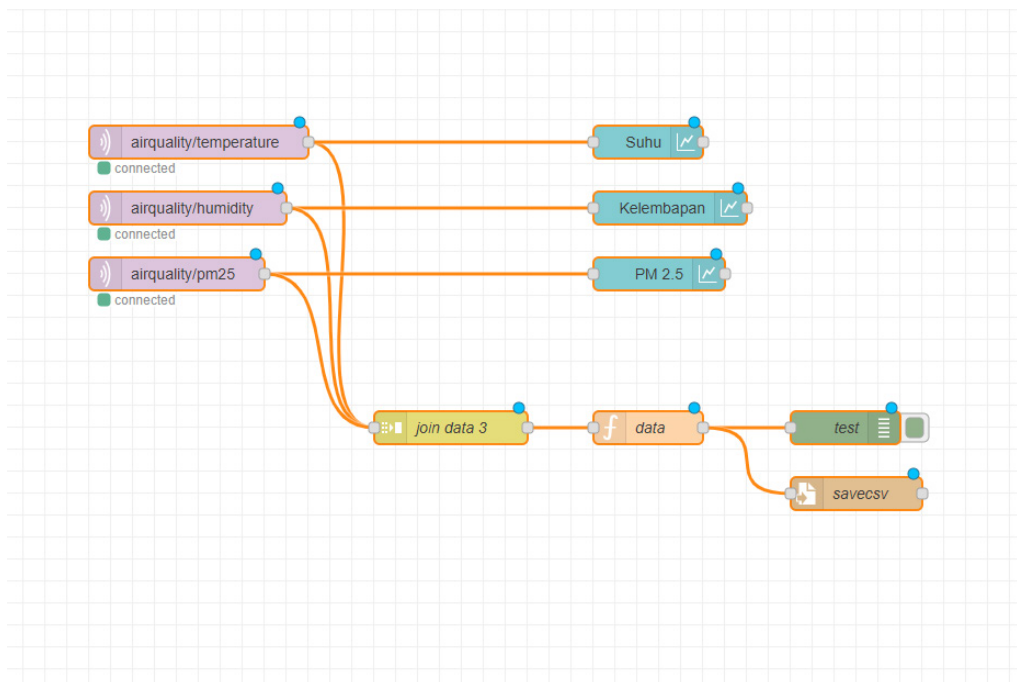 airquality/temperature
Suhu
connected
airquality/humidity
Kelembapan
connected
airquality/pm25
PM 2.5
connected
join data 3
data
test
savecsv